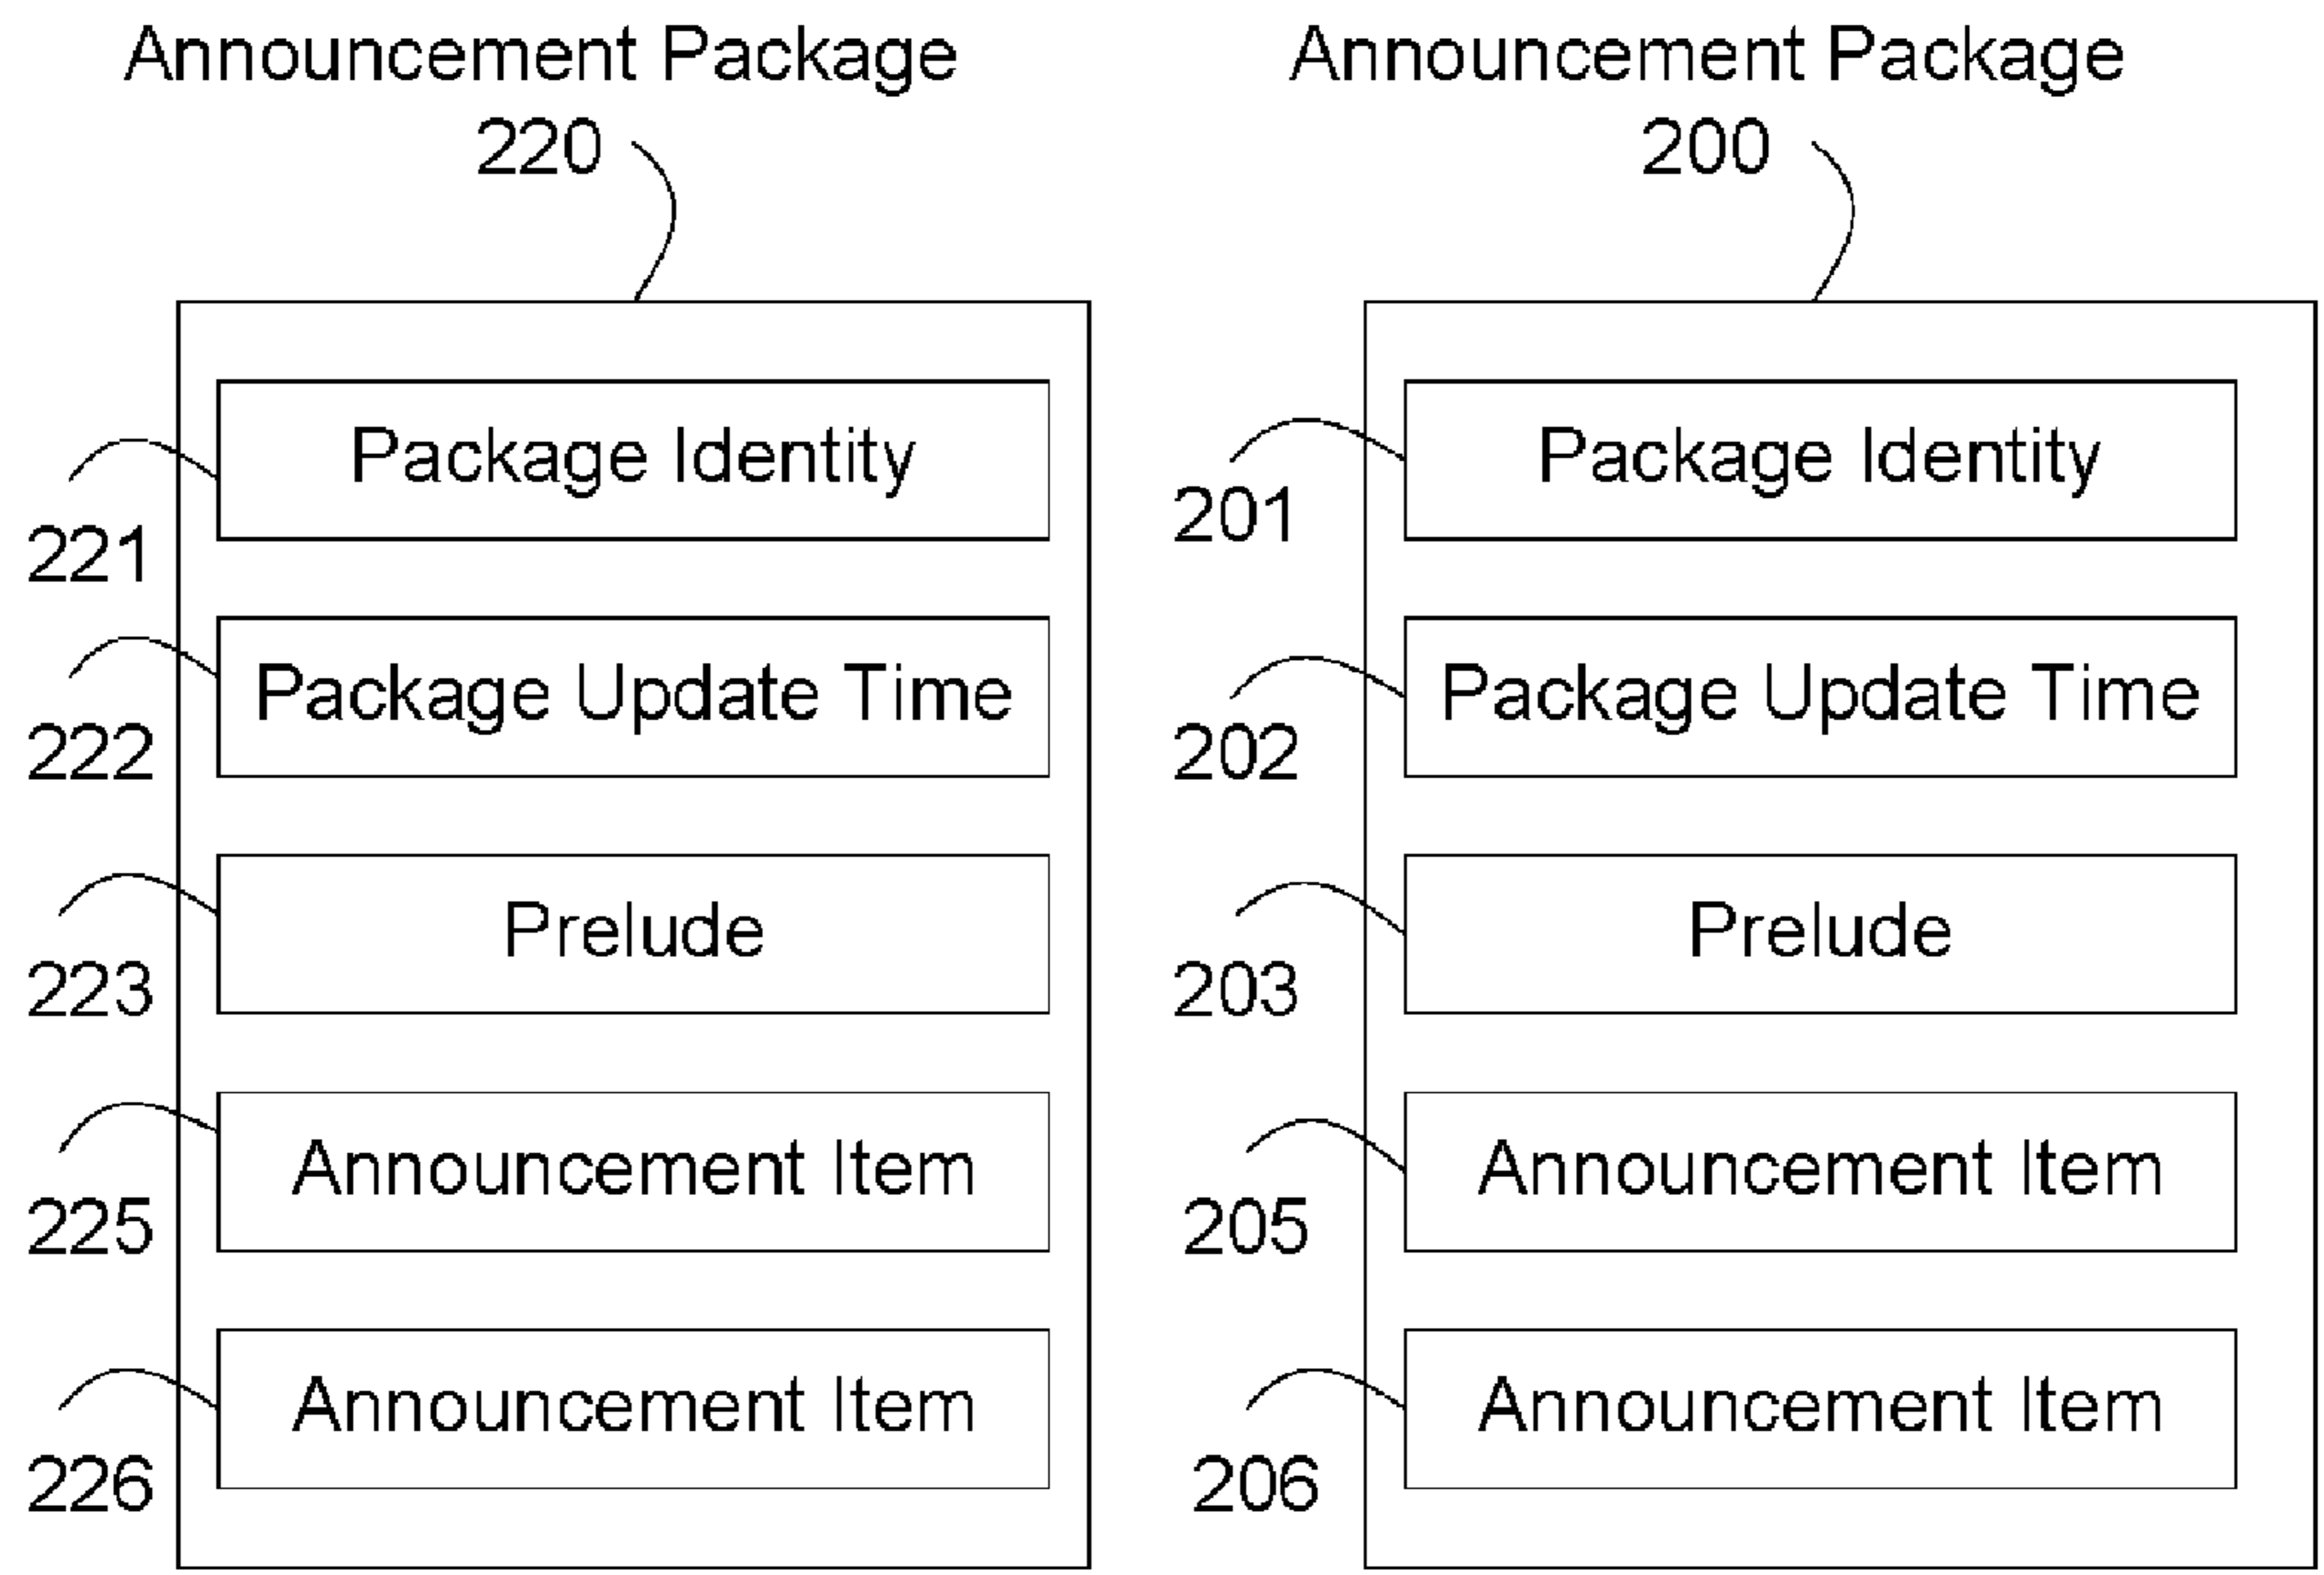 Announcement Package
220
Package Identity
221
Package Update Time
222
Prelude
223
Announcement Item
225
Announcement Item
226
Announcement Package
200
Package Identity
201
Package Update Time
202
Prelude
203
Announcement Item
205
Announcement Item
206